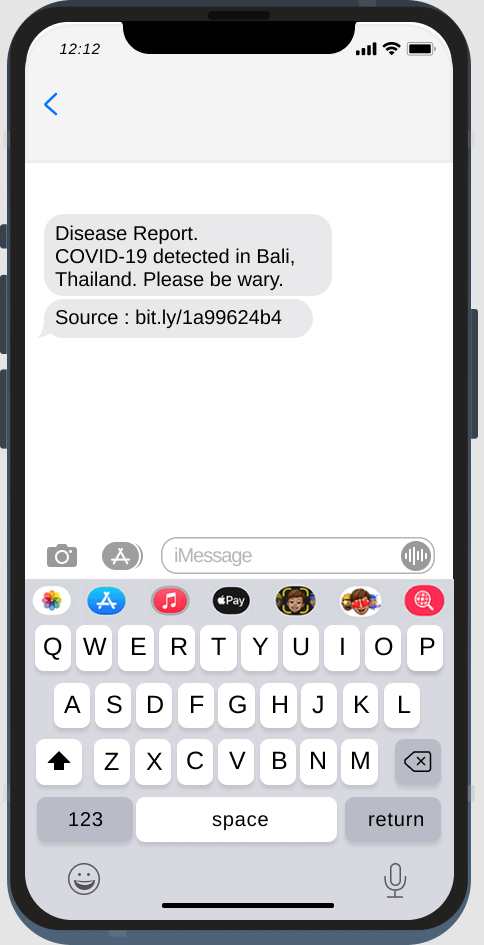 12:12
Disease Report.
COVID-19 detected in Bali,
Thailand. Please be wary.
Source : bit.ly/1a99624b4
iMessage
Pay
Q W E R T Y U I O P
A S D F G H J K L
Z X C V B N M
123 space return